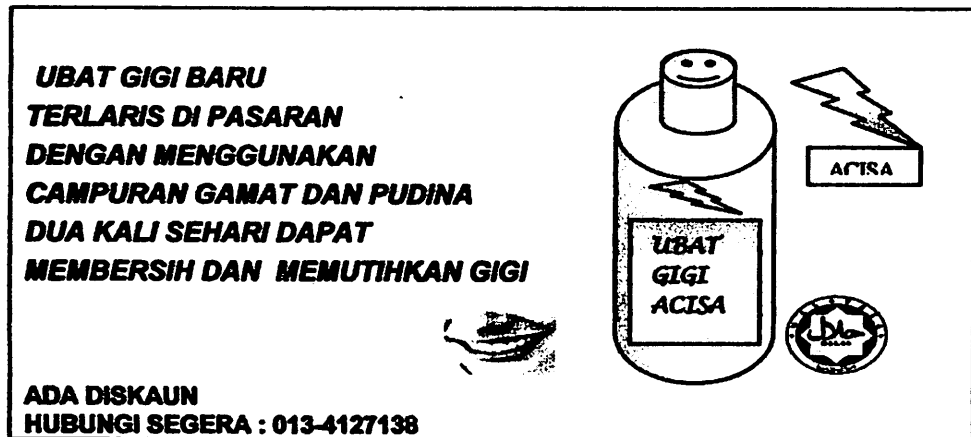 UBAT GIGI BARU
TERLARIS DI PASARAN
DENGAN MENGGUNAKAN
CAMPURAN GAMAT DAN PUDINA
DUA KALI SEHARI DAPAT
MEMBERSIH DAN MEMUTIHKAN GIGI
ADA DISKAUN
HUBUNGI SEGERA : 013-4127138
UBAT
GIGI
ACISA
ACISA
حلال